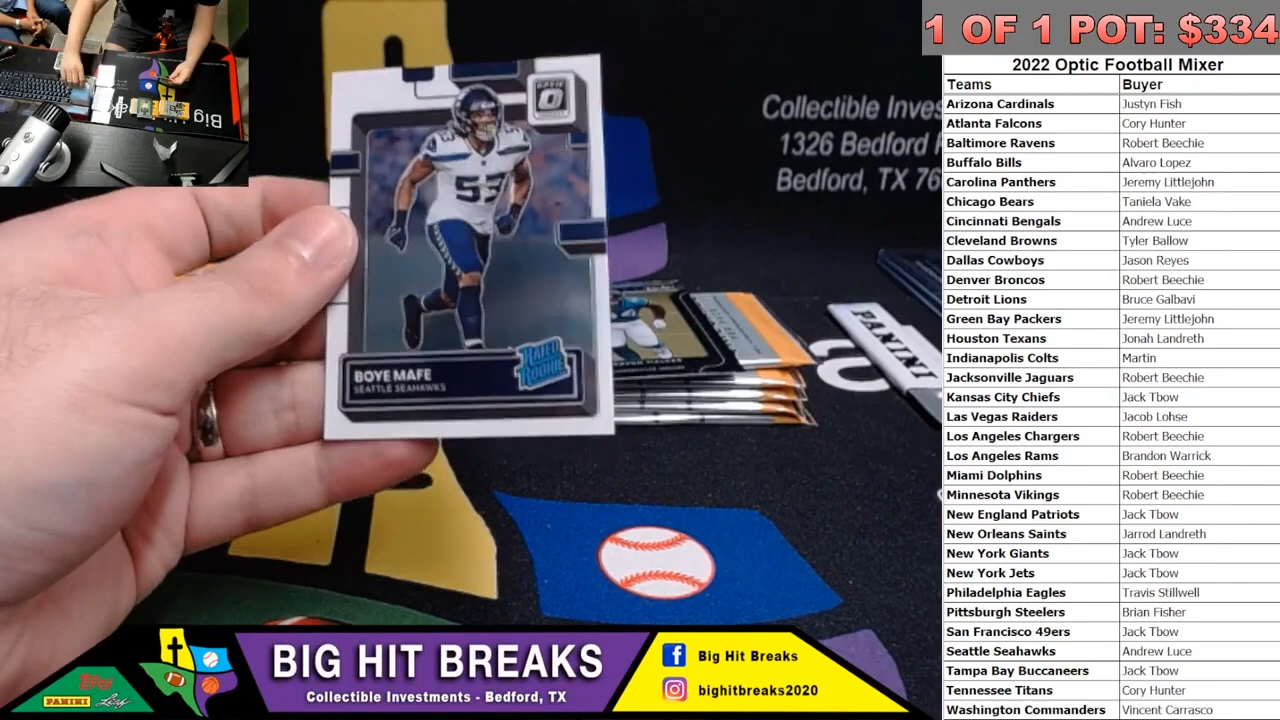 1 OF 1 POT: $334
2022 Optic Football Mixer
Teams Buyer
Arizona Cardinals Justyn Fish
Atlanta Falcons Cory Hunter
Baltimore Ravens Robert Beechie
Buffalo Bills Alvaro Lopez
Carolina Panthers Jeremy Littlejohn
Chicago Bears Taniela Vake
Cincinnati Bengals Andrew Luce
Cleveland Browns Tyler Ballow
Dallas Cowboys Jason Reyes
Denver Broncos Robert Beechie
Detroit Lions Bruce Galbavi
Green Bay Packers Jeremy Littlejohn
Houston Texans Jonah Landreth
Indianapolis Colts Martin
Jacksonville Jaguars Robert Beechie
Kansas City Chiefs Jack Tbow
Las Vegas Raiders Jacob Lohse
Los Angeles Chargers Robert Beechie
Los Angeles Rams Brandon Warrick
Miami Dolphins Robert Beechie
Minnesota Vikings Robert Beechie
New England Patriots Jack Tbow
New Orleans Saints Jarrod Landreth
New York Giants Jack Tbow
New York Jets Jack Tbow
Philadelphia Eagles Travis Stillwell
Pittsburgh Steelers Brian Fisher
San Francisco 49ers Jack Tbow
Seattle Seahawks Andrew Luce
Tampa Bay Buccaneers Jack Tbow
Tennessee Titans Cory Hunter
Washington Commanders Vincent Carrasco
Collectible Inves
1326 Bedford
Bedford, TX 76
OPTIC
53
RATED
ROOKIE
BOYE MAFE
SEATTLE SEAHAWKS
PANINI
Big
BIG HIT BREAKS
Collectible Investments - Bedford, TX
Big Hit Breaks
bighitbreaks2020
Topps
PANINI
Leaf